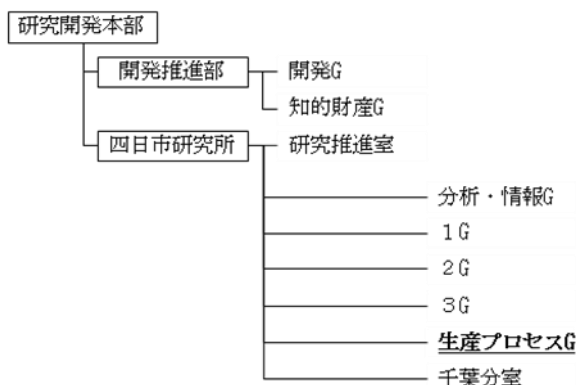 研究開発本部
開発推進部 開発G
知的財産G
四日市研究所 研究推進室
分析・情報G
1G
2G
3G
生産プロセスG
千葉分室